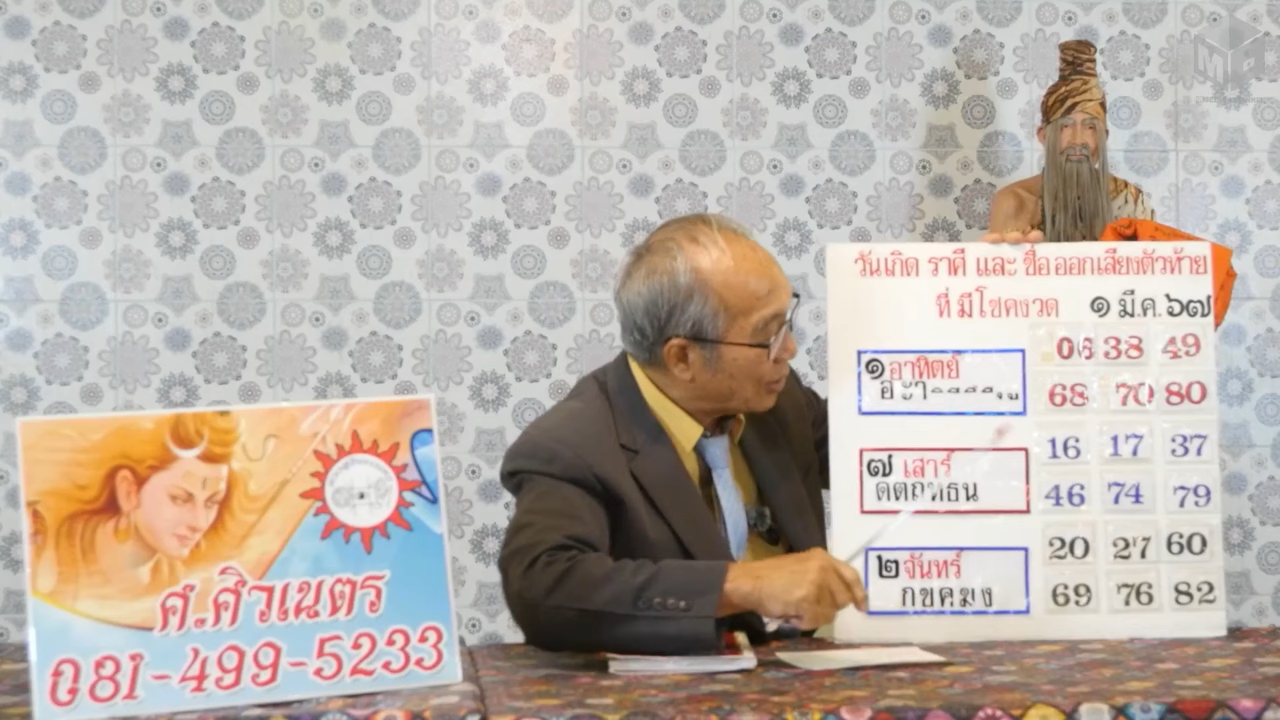 ศ.ศิวเนตร
081-499-5233
วันเกิด ราศี และ ชื่อออกเสียงตัวท้าย
ที่ มีโชคงวด ๑ มี.ค.๖๗
๑ อาทิตย์
06 38 49
68 70 80
๗ เสาร์
ดตถทธน
16 17 37
46 74 79
๒ จันทร์
กขคฆง
20 27 60
69 76 82